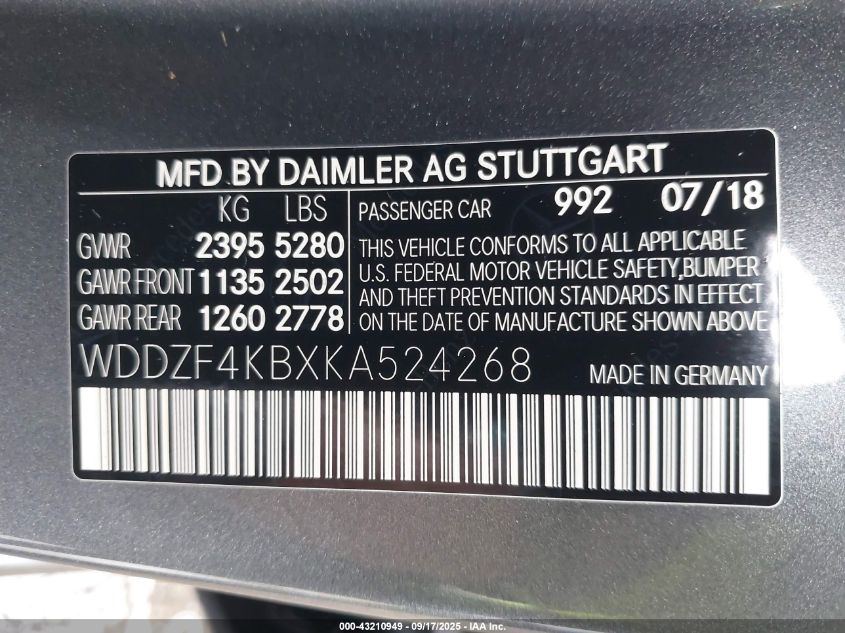 MFD BY DAIMLER AG STUTTGART
KG LBS
GVWR 2395 5280
GAWR FRONT 1135 2502
GAWR REAR 1260 2778
PASSENGER CAR 992 07/18
THIS VEHICLE CONFORMS TO ALL APPLICABLE
U.S. FEDERAL MOTOR VEHICLE SAFETY,BUMPER
AND THEFT PREVENTION STANDARDS IN EFFECT
ON THE DATE OF MANUFACTURE SHOWN ABOVE
WDDZF4KBXKA524268 MADE IN GERMANY
000-43210949 - 09/17/2025 - IAA Inc.